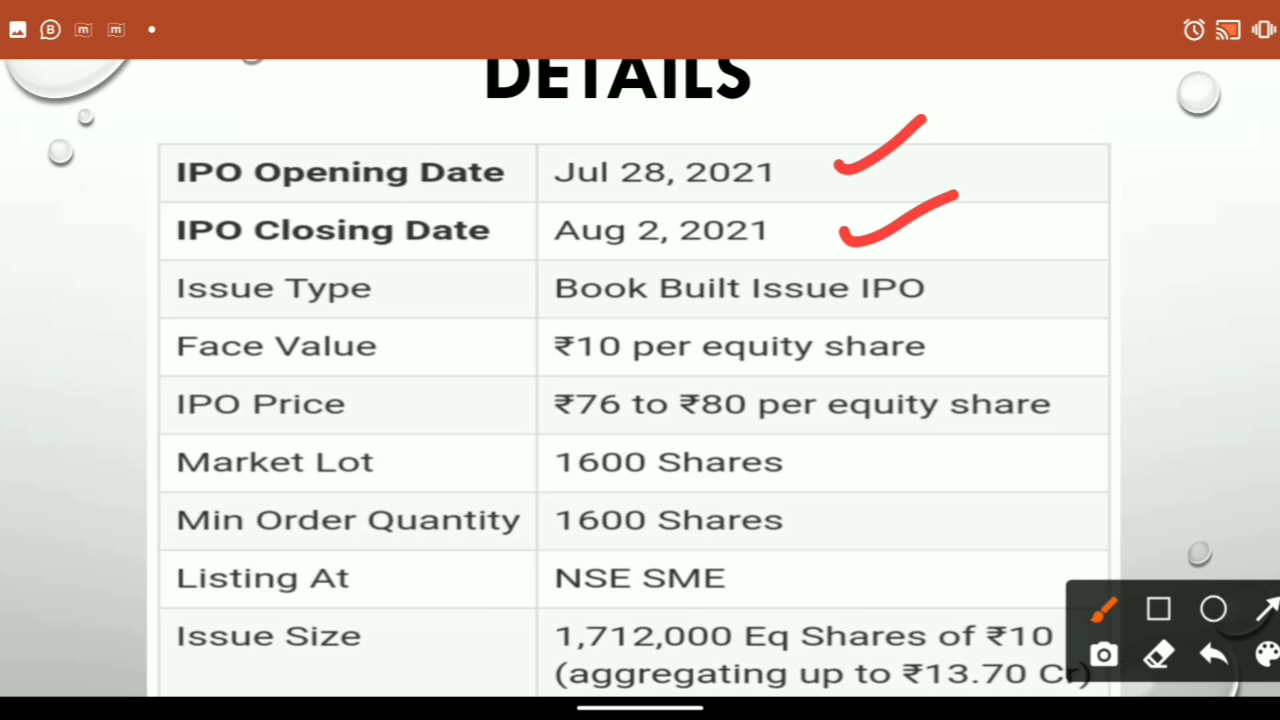 B m m
DETAILS
IPO Opening Date Jul 28, 2021
IPO Closing Date Aug 2, 2021
Issue Type Book Built Issue IPO
Face Value ₹10 per equity share
IPO Price ₹76 to ₹80 per equity share
Market Lot 1600 Shares
Min Order Quantity 1600 Shares
Listing At NSE SME
Issue Size 1,712,000 Eq Shares of ₹10
(aggregating up to ₹13.70 Cr)